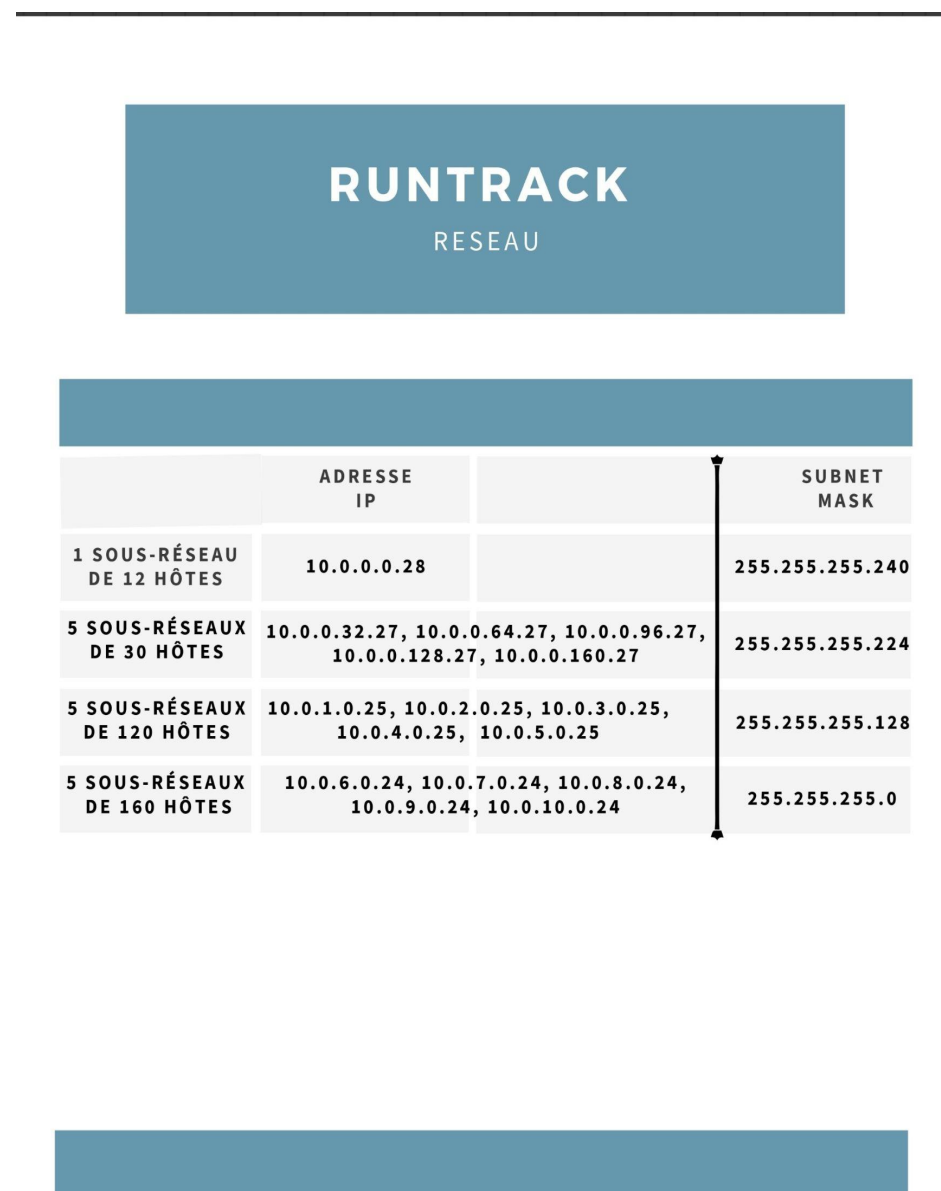 RUNTRACK
RESEAU
ADRESSE
IP
SUBNET
MASK
1 SOUS-RÉSEAU
DE 12 HÔTES
10.0.0.0.28
255.255.255.240
5 SOUS-RÉSEAUX
DE 30 HÔTES
10.0.0.32.27, 10.0.0.64.27, 10.0.0.96.27,
10.0.0.128.27, 10.0.0.160.27
255.255.255.224
5 SOUS-RÉSEAUX
DE 120 HÔTES
10.0.1.0.25, 10.0.2.0.25, 10.0.3.0.25,
10.0.4.0.25, 10.0.5.0.25
255.255.255.128
5 SOUS-RÉSEAUX
DE 160 HÔTES
10.0.6.0.24, 10.0.7.0.24, 10.0.8.0.24,
10.0.9.0.24, 10.0.10.0.24
255.255.255.0